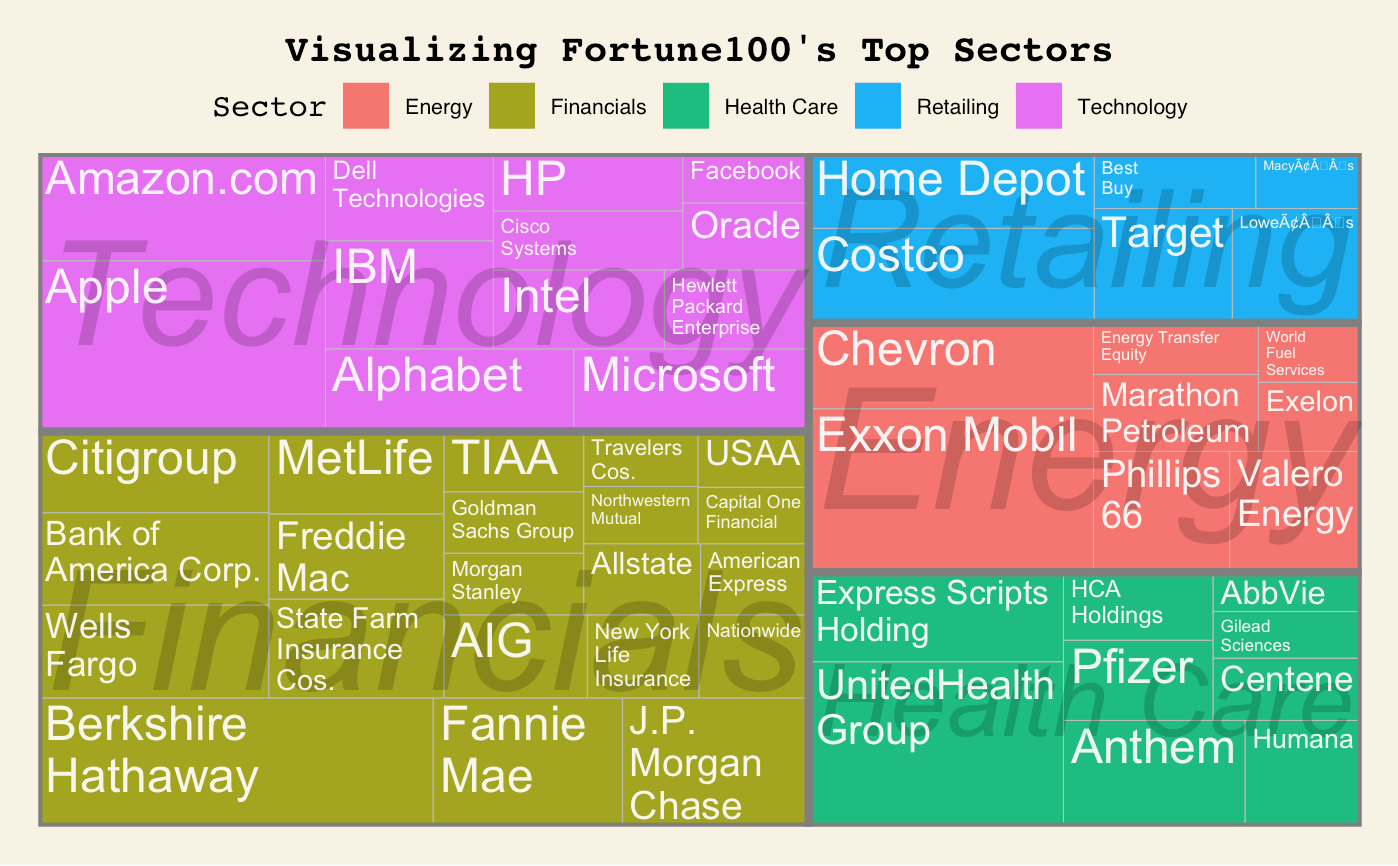 Visualizing Fortune100's Top Sectors
Sector Energy Financials Health Care Retailing Technology
Technology
Amazon.com
Apple
Dell
Technologies
IBM
HP
Cisco
Systems
Facebook
Oracle
Intel
Hewlett
Packard
Enterprise
Alphabet
Microsoft
Financials
Citigroup
Bank of
America Corp.
Wells
Fargo
MetLife
Freddie
Mac
State Farm
Insurance
Cos.
TIAA
Goldman
Sachs Group
Morgan
Stanley
AIG
Travelers
Cos.
Northwestern
Mutual
USAA
Capital One
Financial
Allstate
American
Express
New York
Life
Insurance
Nationwide
Berkshire
Hathaway
Fannie
Mae
J.P.
Morgan
Chase
Retailing
Home Depot
Costco
Best
Buy
MacyÃ¢Â□Â□s
Target
LoweÃ¢Â□Â□s
Energy
Chevron
Exxon Mobil
Energy Transfer
Equity
World
Fuel
Services
Marathon
Petroleum
Exelon
Phillips
66
Valero
Energy
Health Care
Express Scripts
Holding
UnitedHealth
Group
HCA
Holdings
Pfizer
AbbVie
Gilead
Sciences
Centene
Anthem
Humana